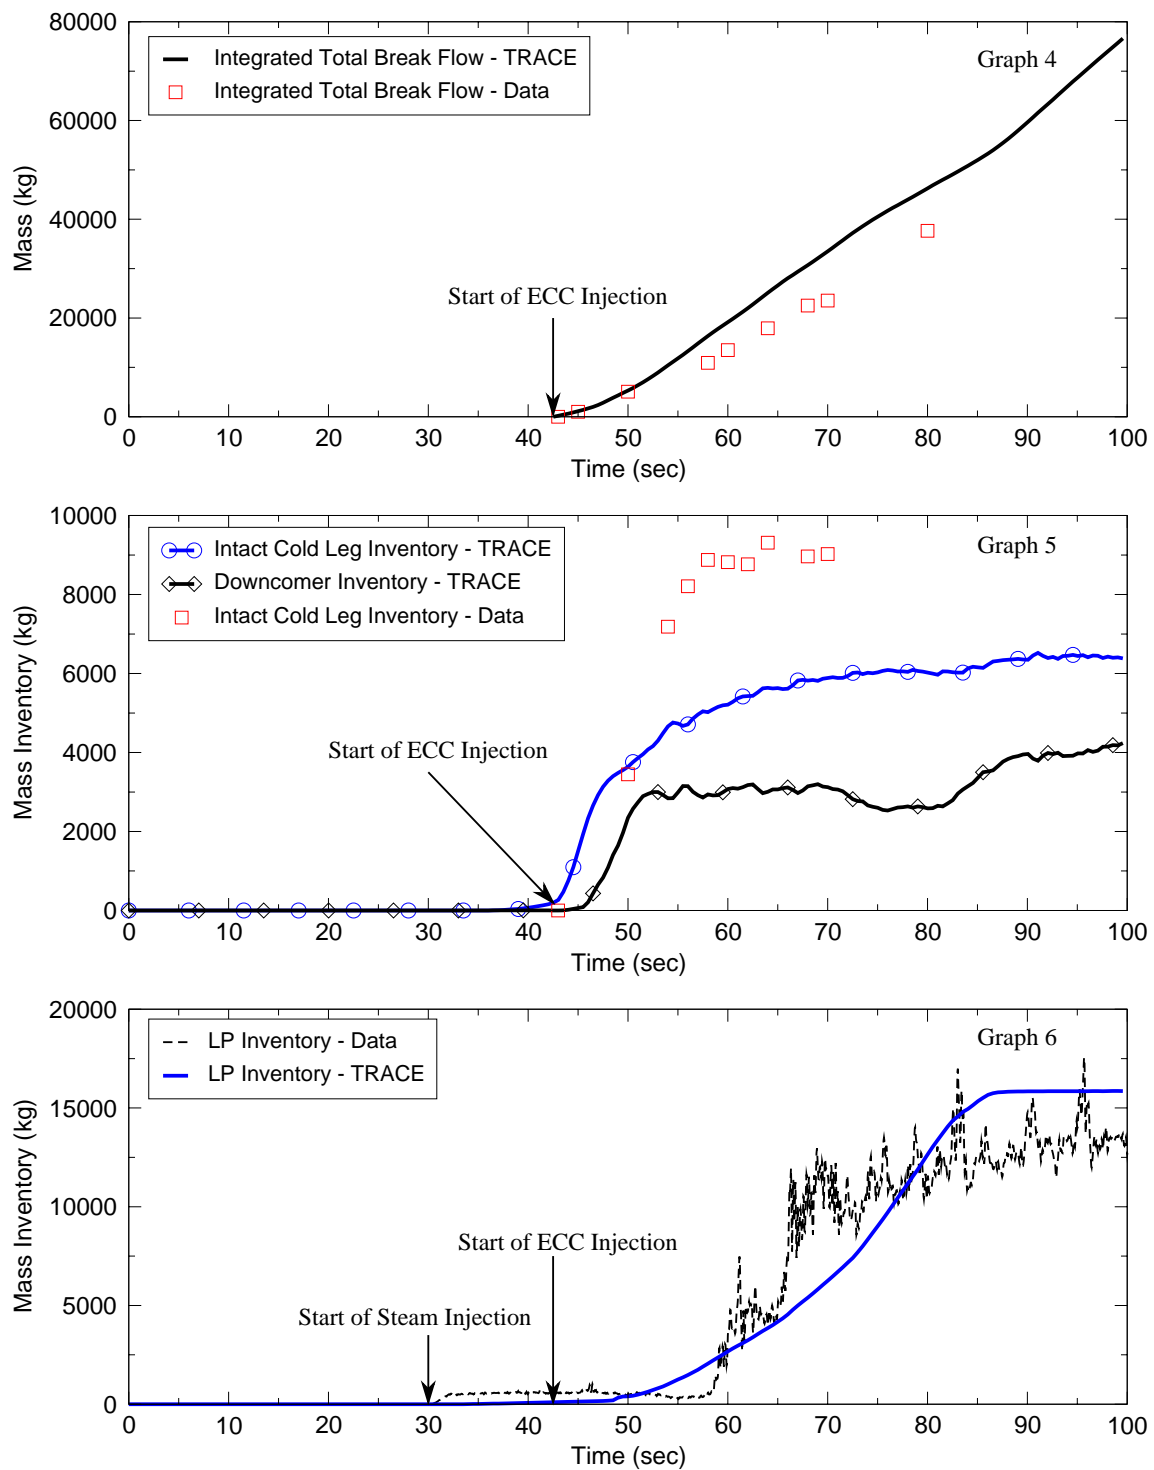 80000
60000
40000
20000
0
Mass (kg)
Integrated Total Break Flow - TRACE
Integrated Total Break Flow - Data
Graph 4
Start of ECC Injection
0 10 20 30 40 50 60 70 80 90 100
Time (sec)
10000
8000
6000
4000
2000
0
Mass Inventory (kg)
Intact Cold Leg Inventory - TRACE
Downcomer Inventory - TRACE
Intact Cold Leg Inventory - Data
Graph 5
Start of ECC Injection
0 10 20 30 40 50 60 70 80 90 100
Time (sec)
20000
15000
10000
5000
0
Mass Inventory (kg)
LP Inventory - Data
LP Inventory - TRACE
Graph 6
Start of ECC Injection
Start of Steam Injection
0 10 20 30 40 50 60 70 80 90 100
Time (sec)